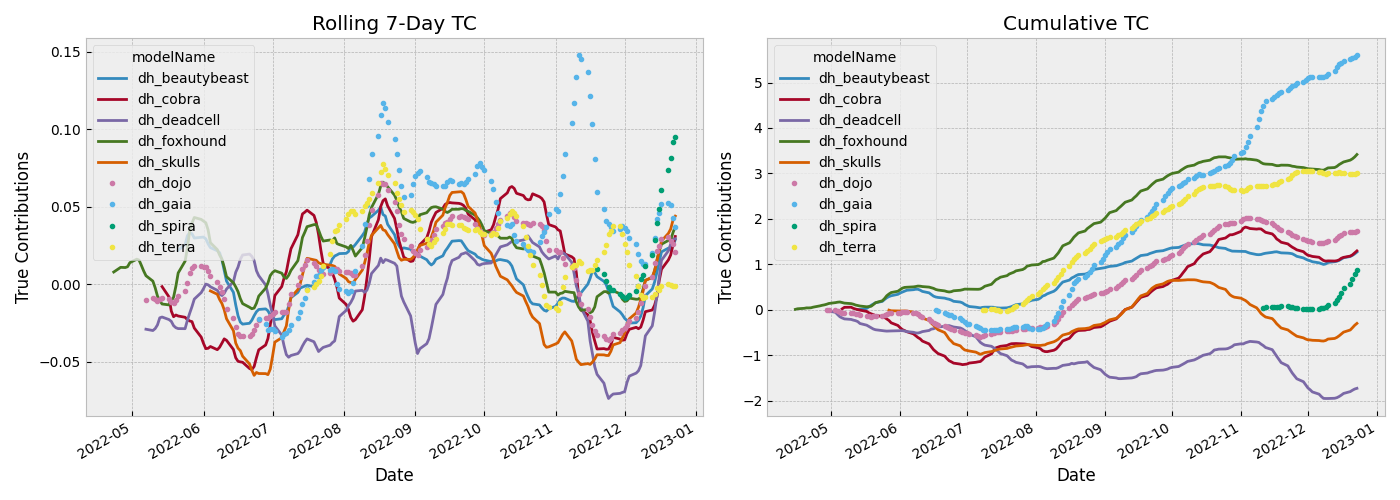 Rolling 7-Day TC
True Contributions
0.15
0.10
0.05
0.00
−0.05
modelName
dh_beautybeast
dh_cobra
dh_deadcell
dh_foxhound
dh_skulls
dh_dojo
dh_gaia
dh_spira
dh_terra
2022-05
2022-06
2022-07
2022-08
2022-09
2022-10
2022-11
2022-12
2023-01
Date
Cumulative TC
True Contributions
5
4
3
2
1
0
−1
−2
modelName
dh_beautybeast
dh_cobra
dh_deadcell
dh_foxhound
dh_skulls
dh_dojo
dh_gaia
dh_spira
dh_terra
2022-05
2022-06
2022-07
2022-08
2022-09
2022-10
2022-11
2022-12
2023-01
Date